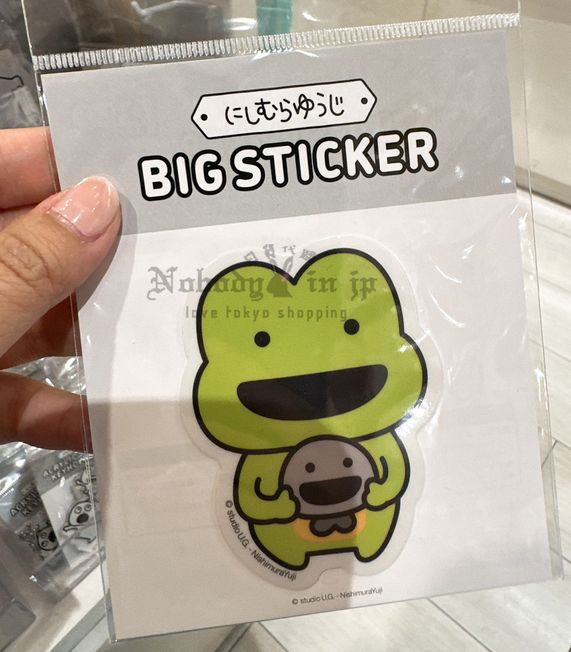 にしむらゆうじ
BIG STICKER
Nobody in jp
love tokyo shopping
© studio U.G. - NishimuraYuji
© studio U.G. - NishimuraYuji